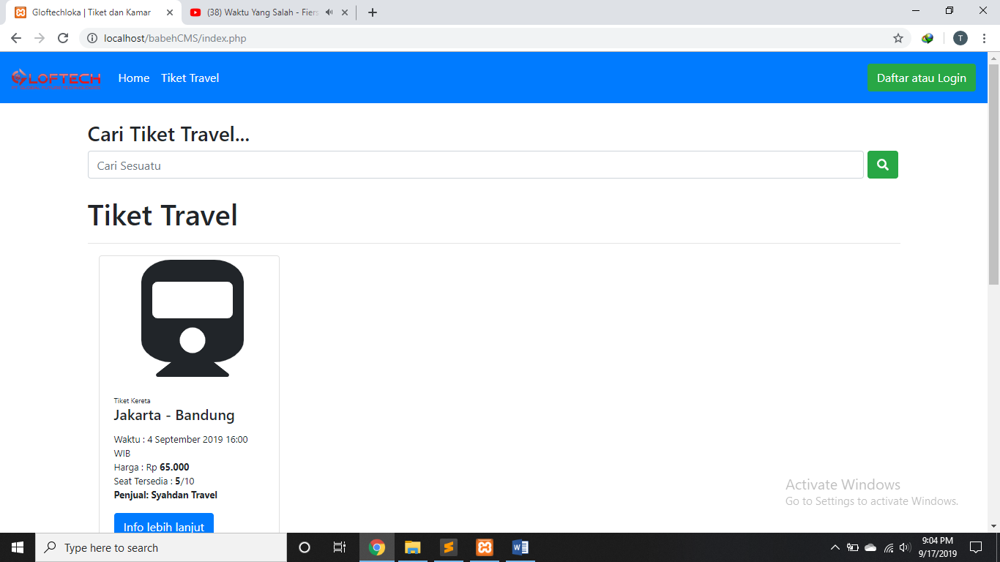 Gloftechloka | Tiket dan Kamar
(38) Waktu Yang Salah - Fiers
localhost/babehCMS/index.php
T
LOFTECH
Home
Tiket Travel
Daftar atau Login
Cari Tiket Travel...
Cari Sesuatu
Tiket Travel
Tiket Kereta
Jakarta - Bandung
Waktu : 4 September 2019 16:00
WIB
Harga : Rp 65.000
Seat Tersedia : 5/10
Penjual: Syahdan Travel
Info lebih lanjut
Activate Windows
Go to Settings to activate Windows.
Type here to search
9:04 PM
9/17/2019